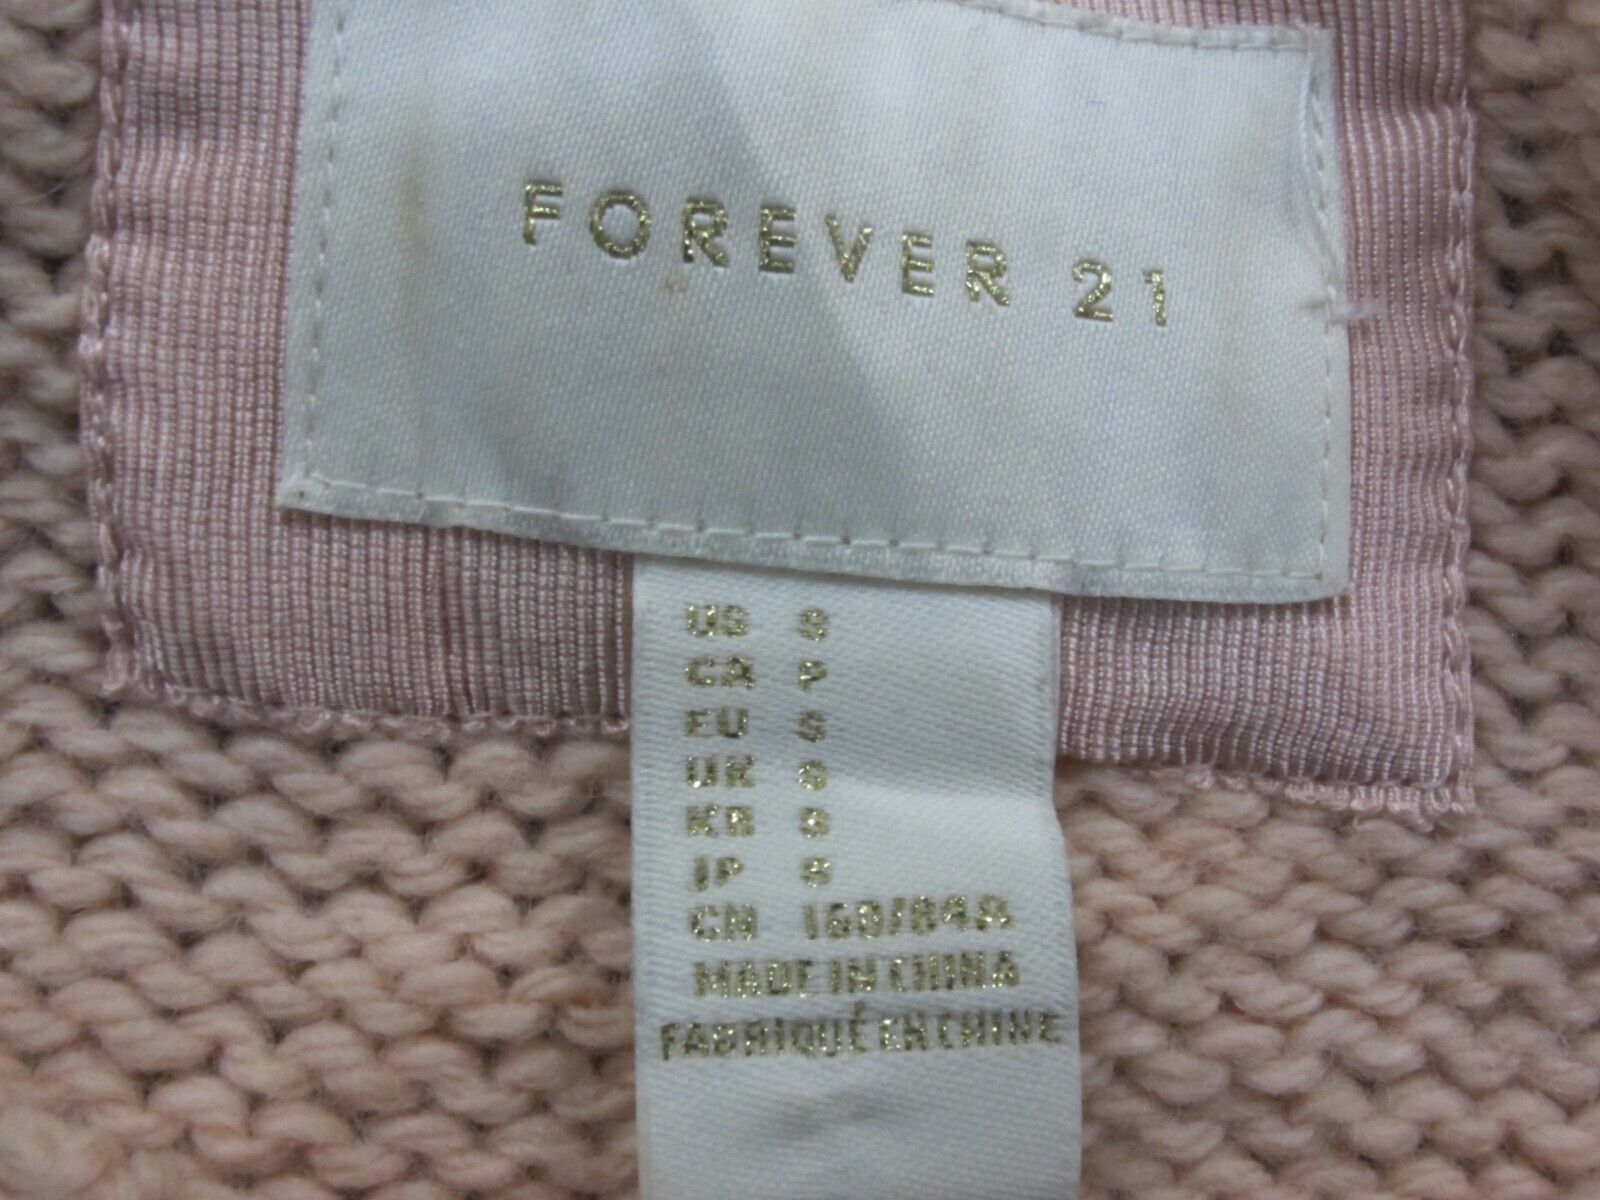 FOREVER 21
US S
CA P
EU S
UK S
KR S
JP S
CN 160/84A
MADE IN CHINA
FABRIQUÉ EN CHINE